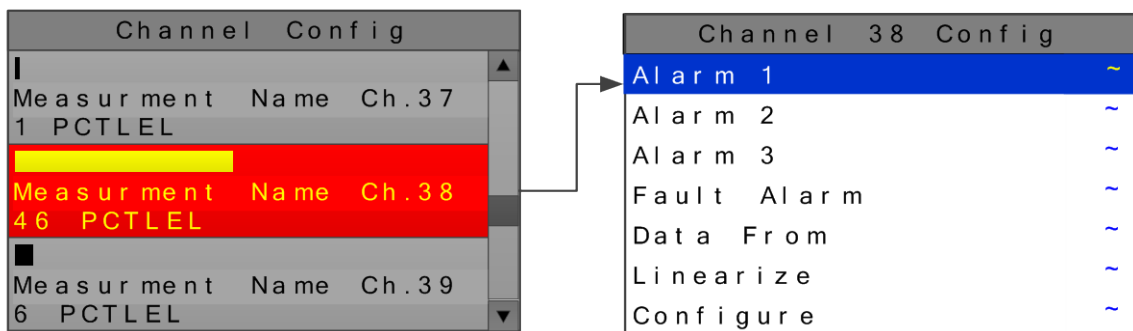 Channel Config
Measurment Name Ch.37
1 PCTLEL
Measurment Name Ch.38
46 PCTLEL
Measurment Name Ch.39
6 PCTLEL
Channel 38 Config
Alarm 1 ~
Alarm 2 ~
Alarm 3 ~
Fault Alarm ~
Data From ~
Linearize ~
Configure ~